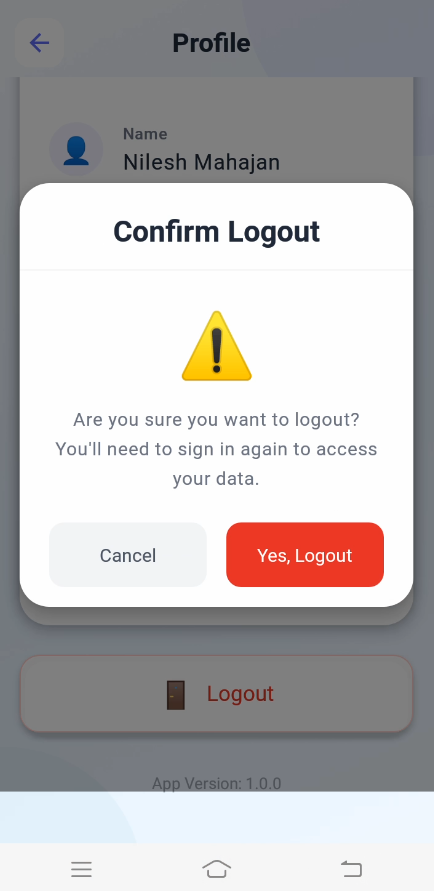 Profile
Name
Nilesh Mahajan
Confirm Logout
Are you sure you want to logout?
You'll need to sign in again to access
your data.
Cancel
Yes, Logout
Logout
App Version: 1.0.0